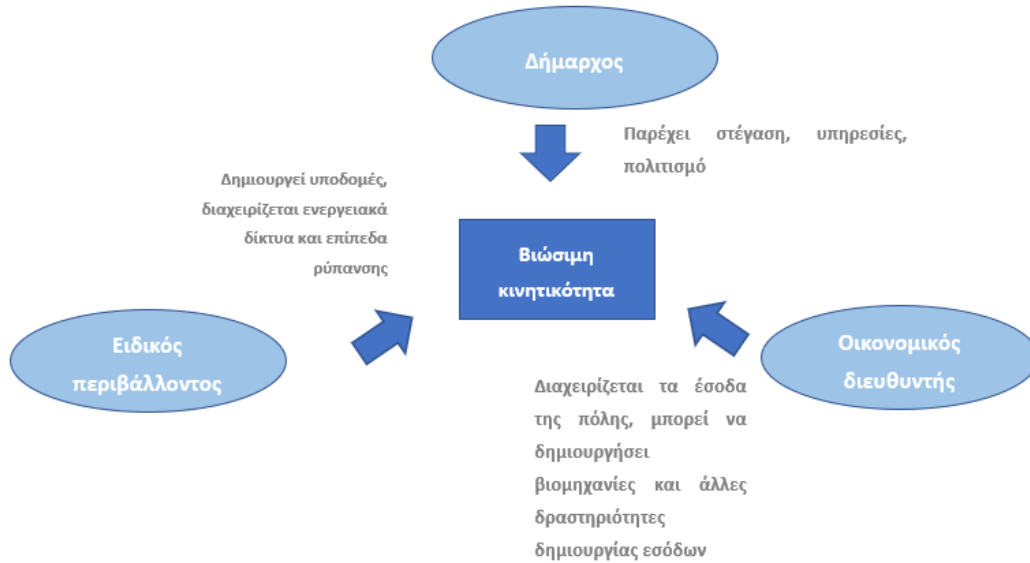 Δήμαρχος
Παρέχει στέγαση, υπηρεσίες,
πολιτισμό
Δημιουργεί υποδομές,
διαχειρίζεται ενεργειακά
δίκτυα και επίπεδα
ρύπανσης
Βιώσιμη
κινητικότητα
Ειδικός
περιβάλλοντος
Οικονομικός
διευθυντής
Διαχειρίζεται τα έσοδα
της πόλης, μπορεί να
δημιουργήσει
βιομηχανίες και άλλες
δραστηριότητες
δημιουργίας εσόδων